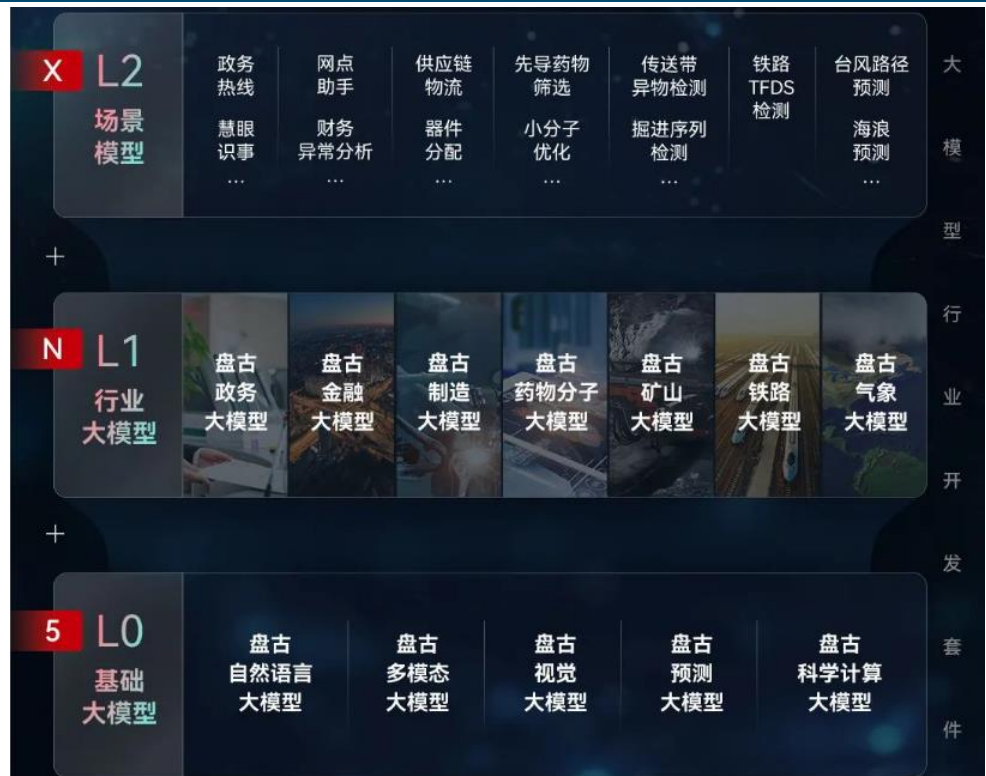 X
L2
场景
模型
政务
热线
慧眼
识事
...
网点
助手
财务
异常分析
...
供应链
物流
器件
分配
...
先导药物
筛选
小分子
优化
...
传送带
异物检测
掘进序列
检测
...
铁路
TFDS
检测
台风路径
预测
海浪
预测
...
+
N
L1
行业
大模型
盘古
政务
大模型
盘古
金融
大模型
盘古
制造
大模型
盘古
药物分子
大模型
盘古
矿山
大模型
盘古
铁路
大模型
盘古
气象
大模型
+
5
L0
基础
大模型
盘古
自然语言
大模型
盘古
多模态
大模型
盘古
视觉
大模型
盘古
预测
大模型
盘古
科学计算
大模型
大模型行业开发套件